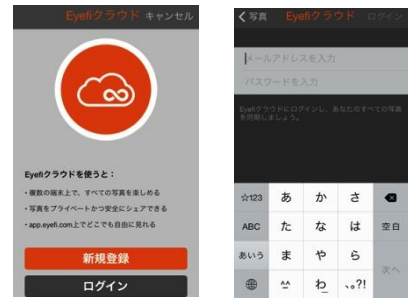 Eyefiクラウド キャンセル
Eyefiクラウドを使うと：
・複数の端末上で、すべての写真を楽しめる
・写真をプライベートかつ安全にシェアできる
・app.eyefi.com上でどこでも自由に見れる
新規登録
ログイン
写真 Eyefiクラウド ログイン
メールアドレスを入力
パスワードを入力
Eyefiクラウドにログインし、あなたのすべての写真
を同期しましょう。
☆123 あ か さ
ABC た な は 空白
あいう ま や ら
^^ わ 、。?!
次へ